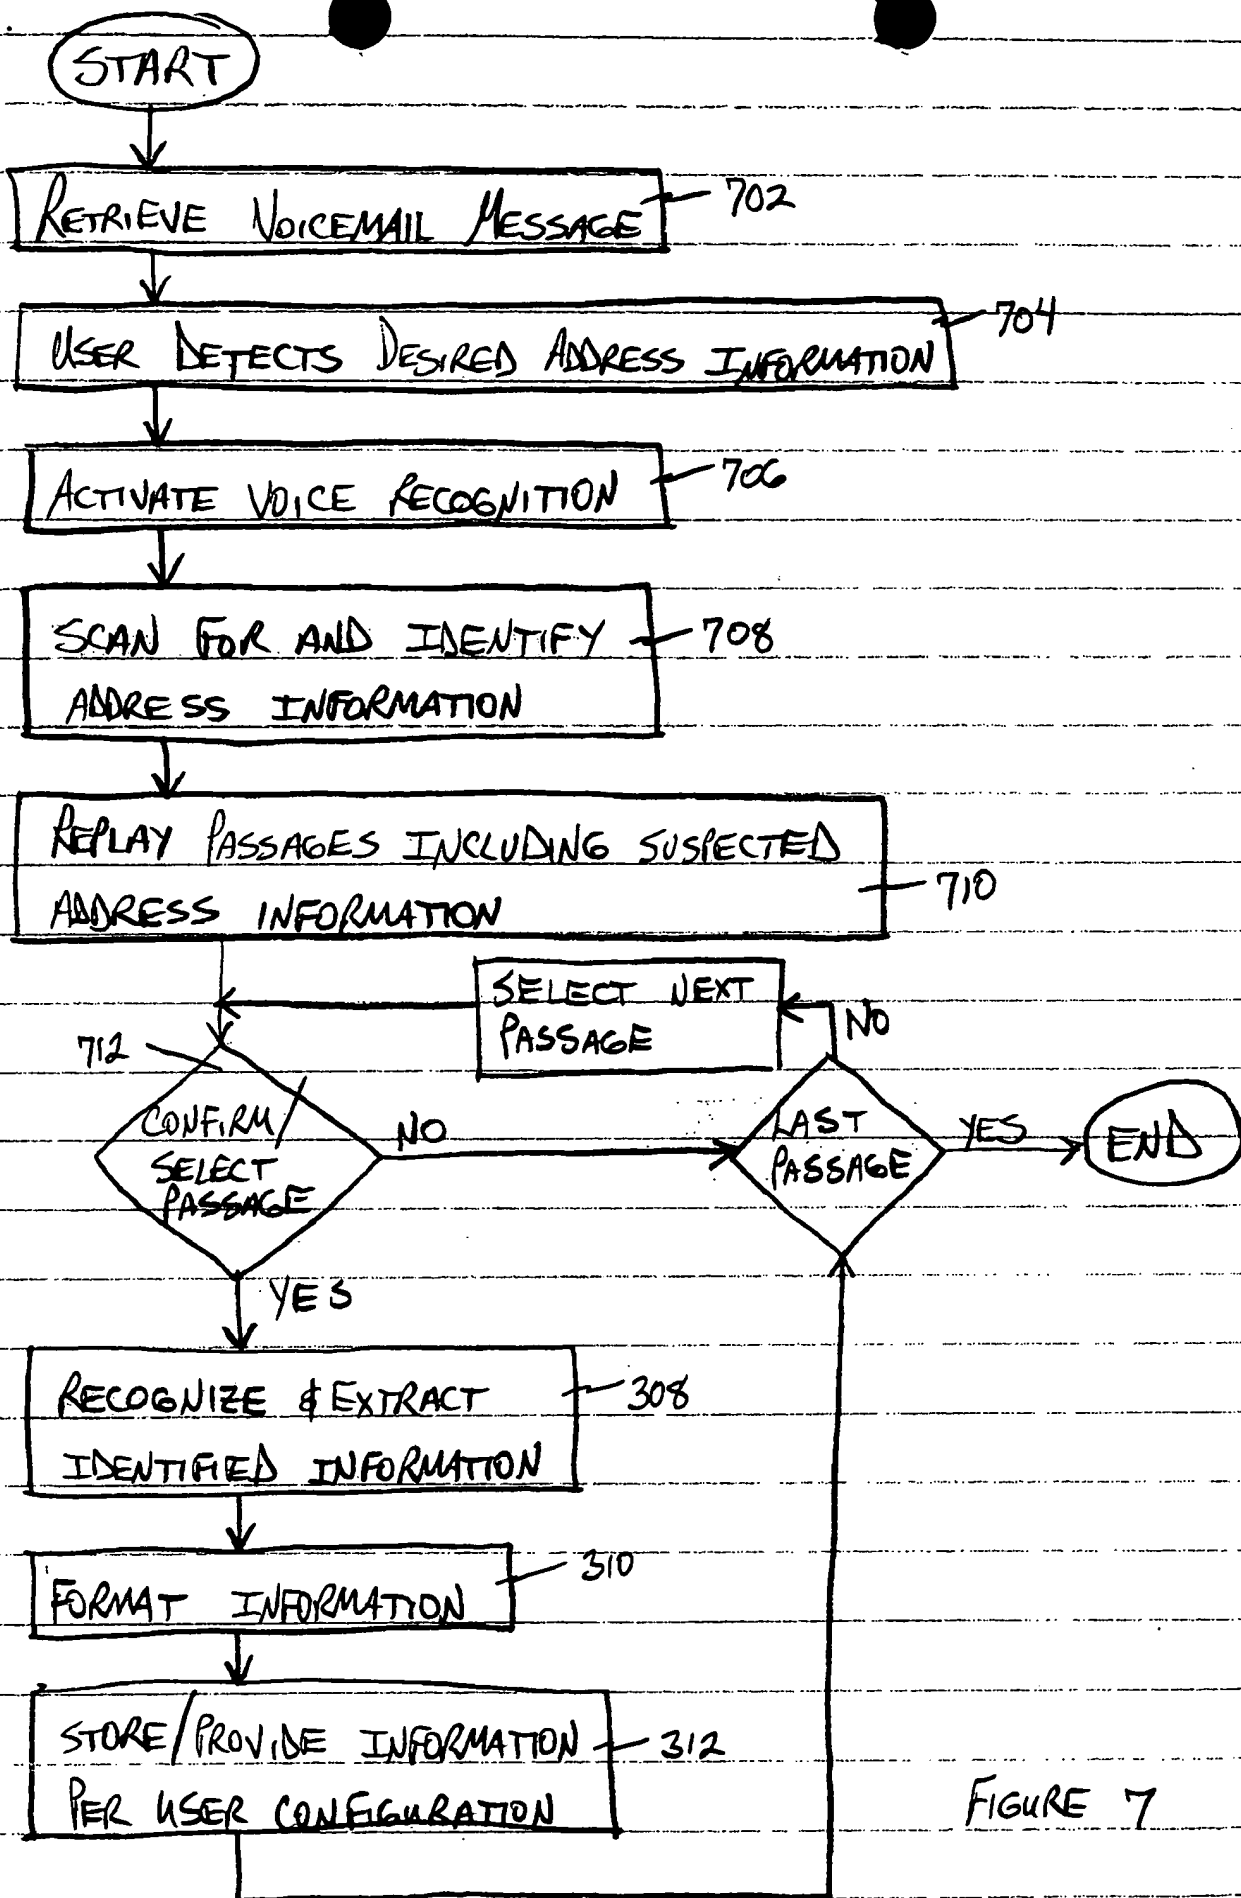 START
RETRIEVE VOICEMAIL MESSAGE
702
USER DETECTS DESIRED ADDRESS INFORMATION
704
ACTIVATE VOICE RECOGNITION
706
SCAN FOR AND IDENTIFY
ADDRESS INFORMATION
708
REPLAY PASSAGES INCLUDING SUSPECTED
ADDRESS INFORMATION
710
SELECT NEXT
PASSAGE
NO
712
CONFIRM/
SELECT
PASSAGE
NO
LAST
PASSAGE
YES
END
YES
RECOGNIZE & EXTRACT
IDENTIFIED INFORMATION
308
FORMAT INFORMATION
310
STORE/PROVIDE INFORMATION
PER USER CONFIGURATION
312
FIGURE 7